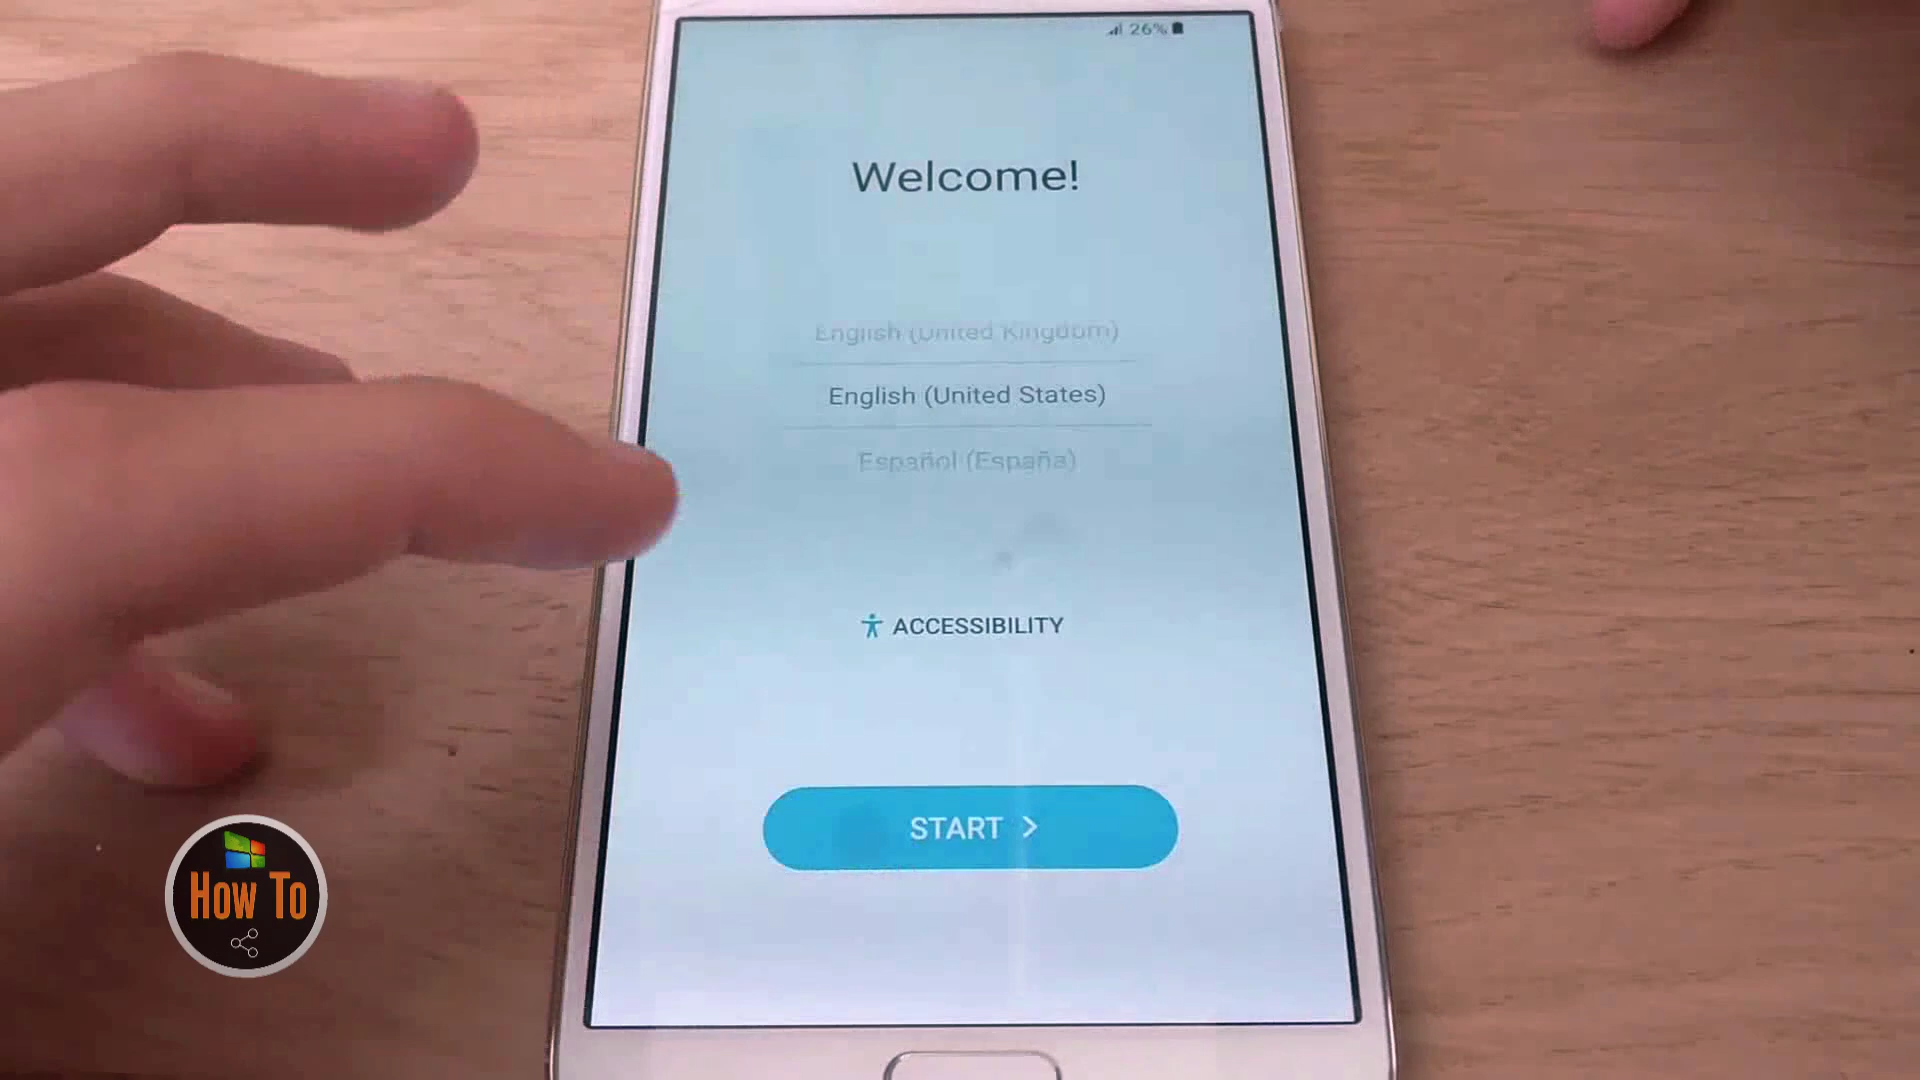 26%
Welcome!
English (United Kingdom)
English (United States)
Español (España)
ACCESSIBILITY
START >
How To